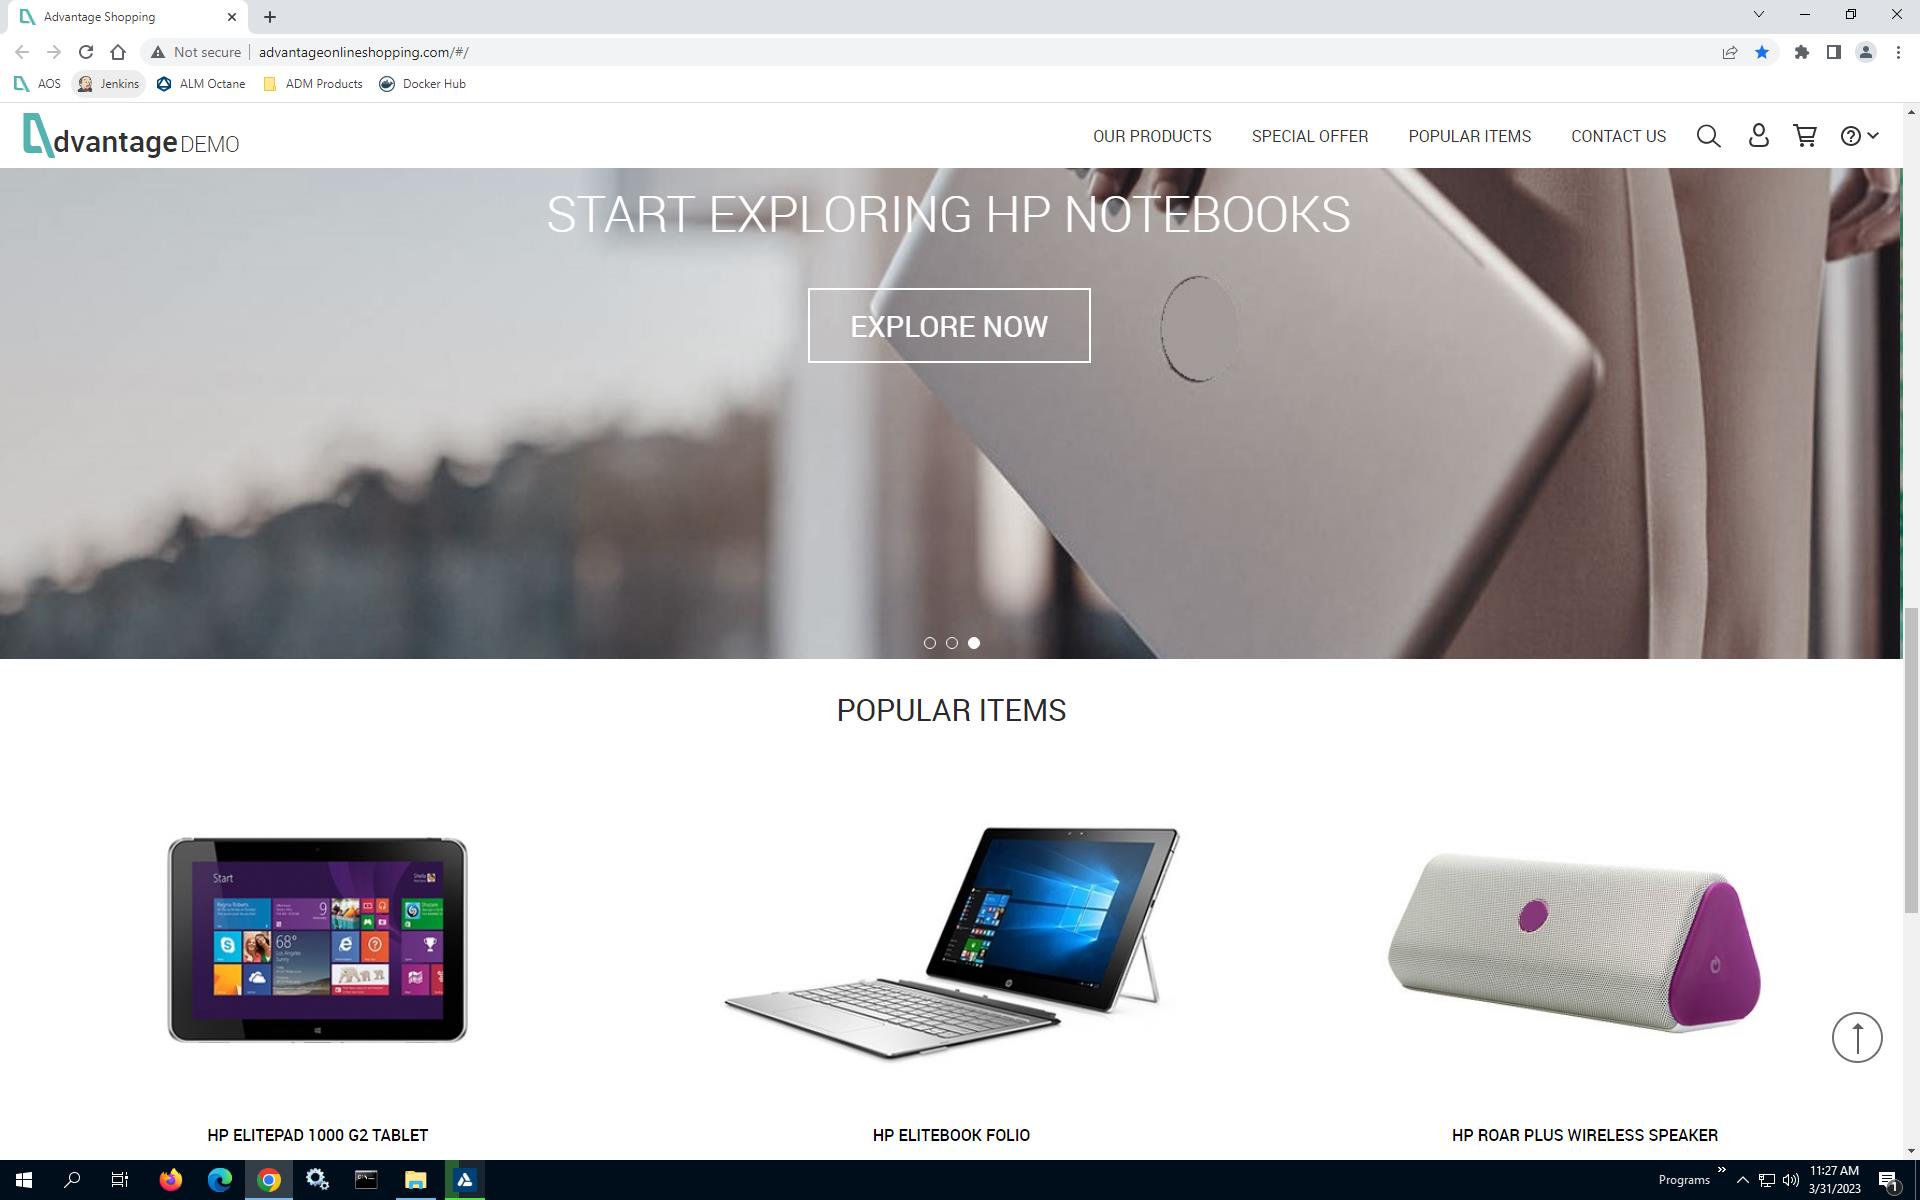 Advantage Shopping
Not secure
advantageonlineshopping.com/#/
AOS
Jenkins
ALM Octane
ADM Products
Docker Hub
dvantage DEMO
OUR PRODUCTS
SPECIAL OFFER
POPULAR ITEMS
CONTACT US
START EXPLORING HP NOTEBOOKS
EXPLORE NOW
POPULAR ITEMS
Start
9
68°
HP ELITEPAD 1000 G2 TABLET
HP ELITEBOOK FOLIO
HP ROAR PLUS WIRELESS SPEAKER
Programs
11:27 AM
3/31/2023
1